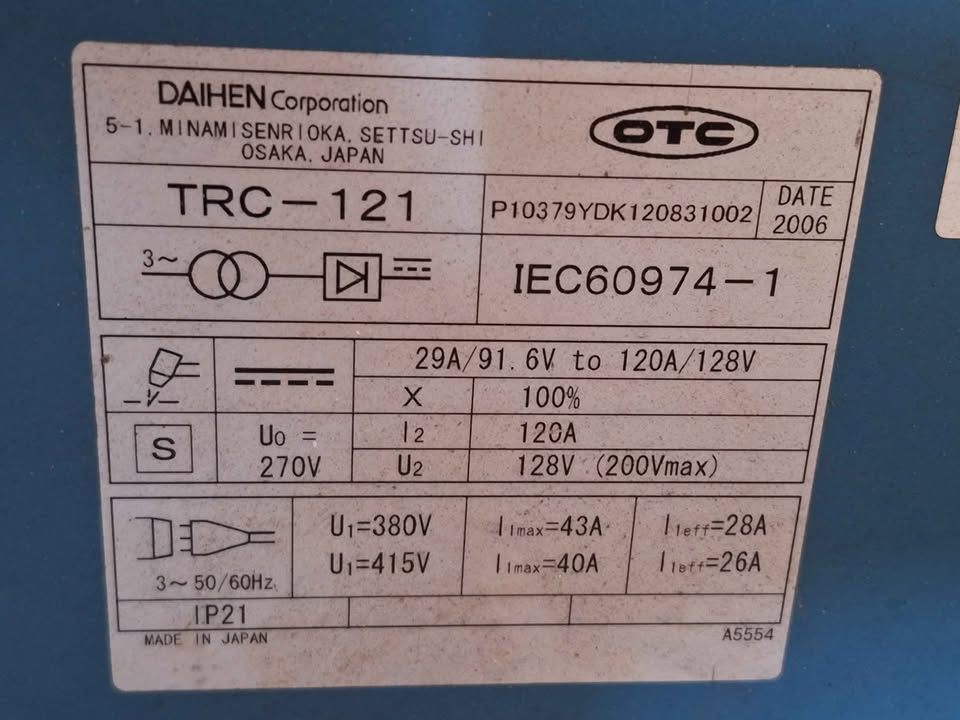 DAIHEN Corporation
5-1, MINAMISENRIOKA, SETTSU-SHI
OSAKA, JAPAN
OTC
TRC-121
P10379YDK120831002
DATE
2006
3~
IEC60974-1
29A/91.6V to 120A/128V
X 100%
S
U0 =
270V
I2 120A
U2 128V (200Vmax)
U1=380V I1max=43A I1eff=28A
U1=415V I1max=40A I1eff=26A
3~ 50/60Hz
IP21
MADE IN JAPAN
A5554